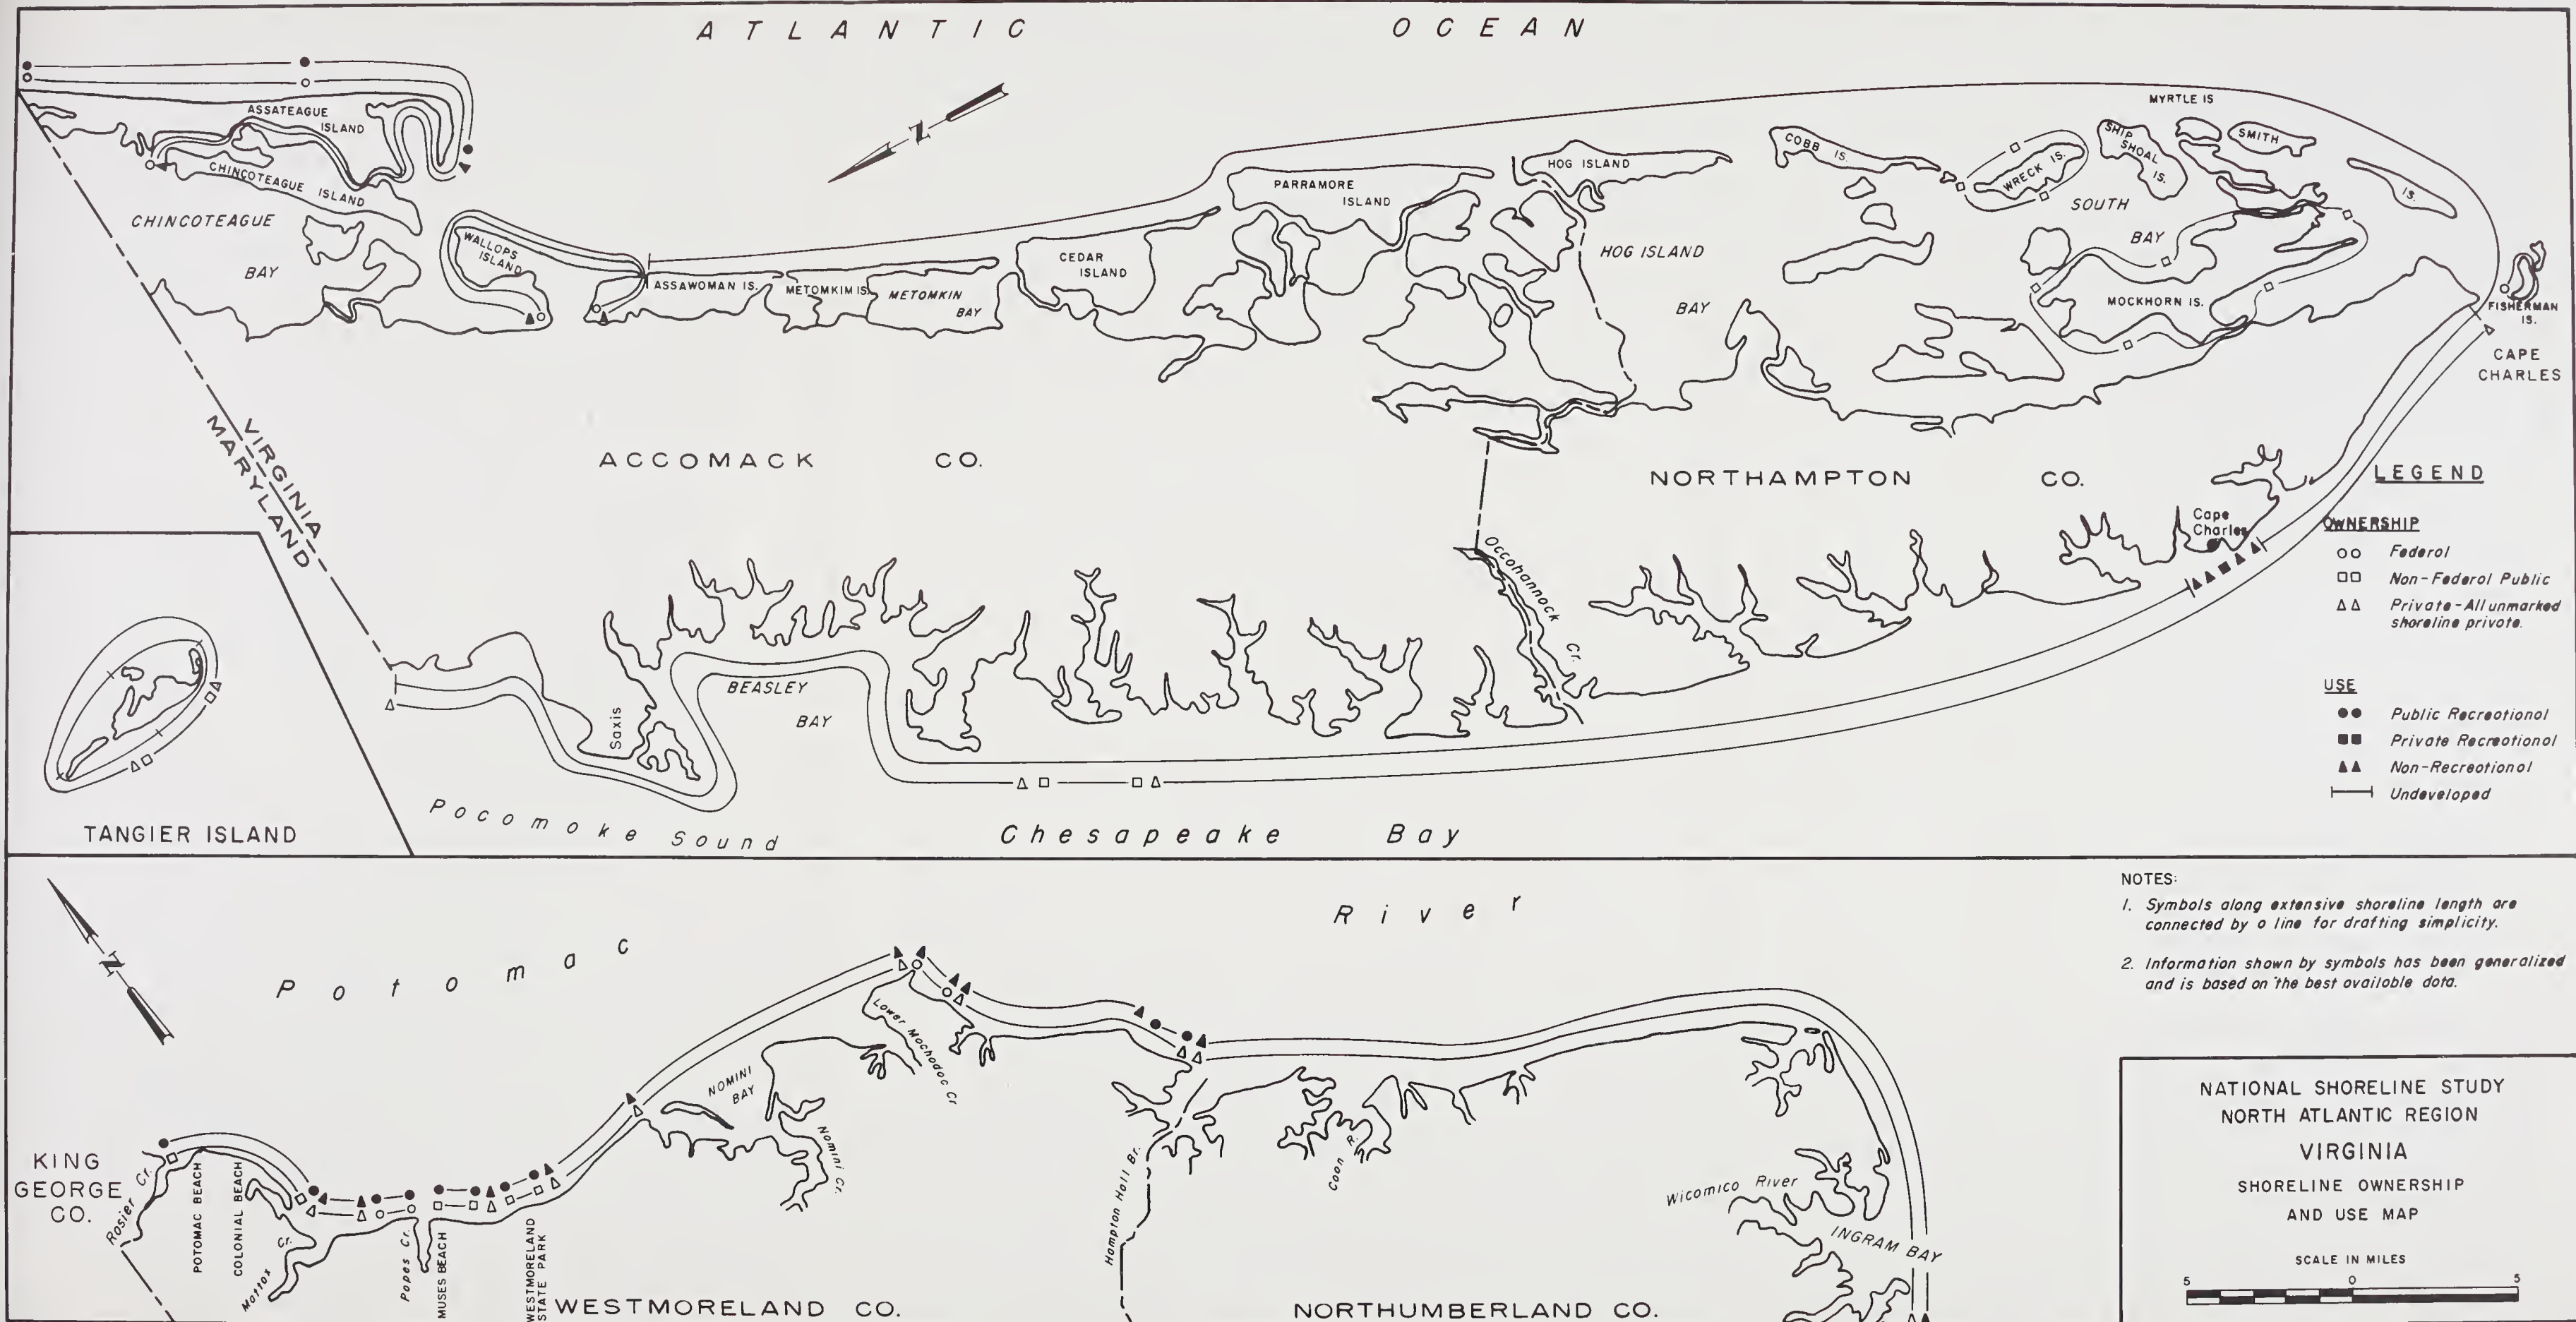 ATLANTIC OCEAN
ASSATEAGUE
ISLAND
CHINCOTEAGUE ISLAND
CHINCOTEAGUE
BAY
WALLOPS
ISLAND
ASSAWOMAN IS.
METOMKIM IS.
METOMKIN
BAY
CEDAR
ISLAND
PARRAMORE
ISLAND
HOG ISLAND
HOG ISLAND
BAY
COBB IS.
WRECK IS.
SHIP
SHOAL
IS.
MYRTLE IS
SMITH
IS.
SOUTH
BAY
MOCKHORN IS.
FISHERMAN
IS.
CAPE
CHARLES
N
VIRGINIA
MARYLAND
ACCOMACK CO.
NORTHAMPTON CO.
Cape
Charles
Occohannock Cr.
Saxis
BEASLEY
BAY
Pocomoke Sound
Chesapeake Bay
TANGIER ISLAND
LEGEND
OWNERSHIP
Federal
Non-Federal Public
Private-All unmarked
shoreline private.
USE
Public Recreational
Private Recreational
Non-Recreational
Undeveloped
N
Potomac River
KING
GEORGE
CO.
Rosier Cr.
POTOMAC BEACH
COLONIAL BEACH
Mattox Cr.
Popes Cr.
MUSES BEACH
WESTMORELAND
STATE PARK
NOMINI
BAY
Nomini Cr.
Lower Machodoc Cr
Hampton Hall Br.
Coan R.
Wicomico River
INGRAM BAY
WESTMORELAND CO.
NORTHUMBERLAND CO.
NOTES:
1. Symbols along extensive shoreline length are
connected by a line for drafting simplicity.
2. Information shown by symbols has been generalized
and is based on the best available data.
NATIONAL SHORELINE STUDY
NORTH ATLANTIC REGION
VIRGINIA
SHORELINE OWNERSHIP
AND USE MAP
SCALE IN MILES
5 0 5